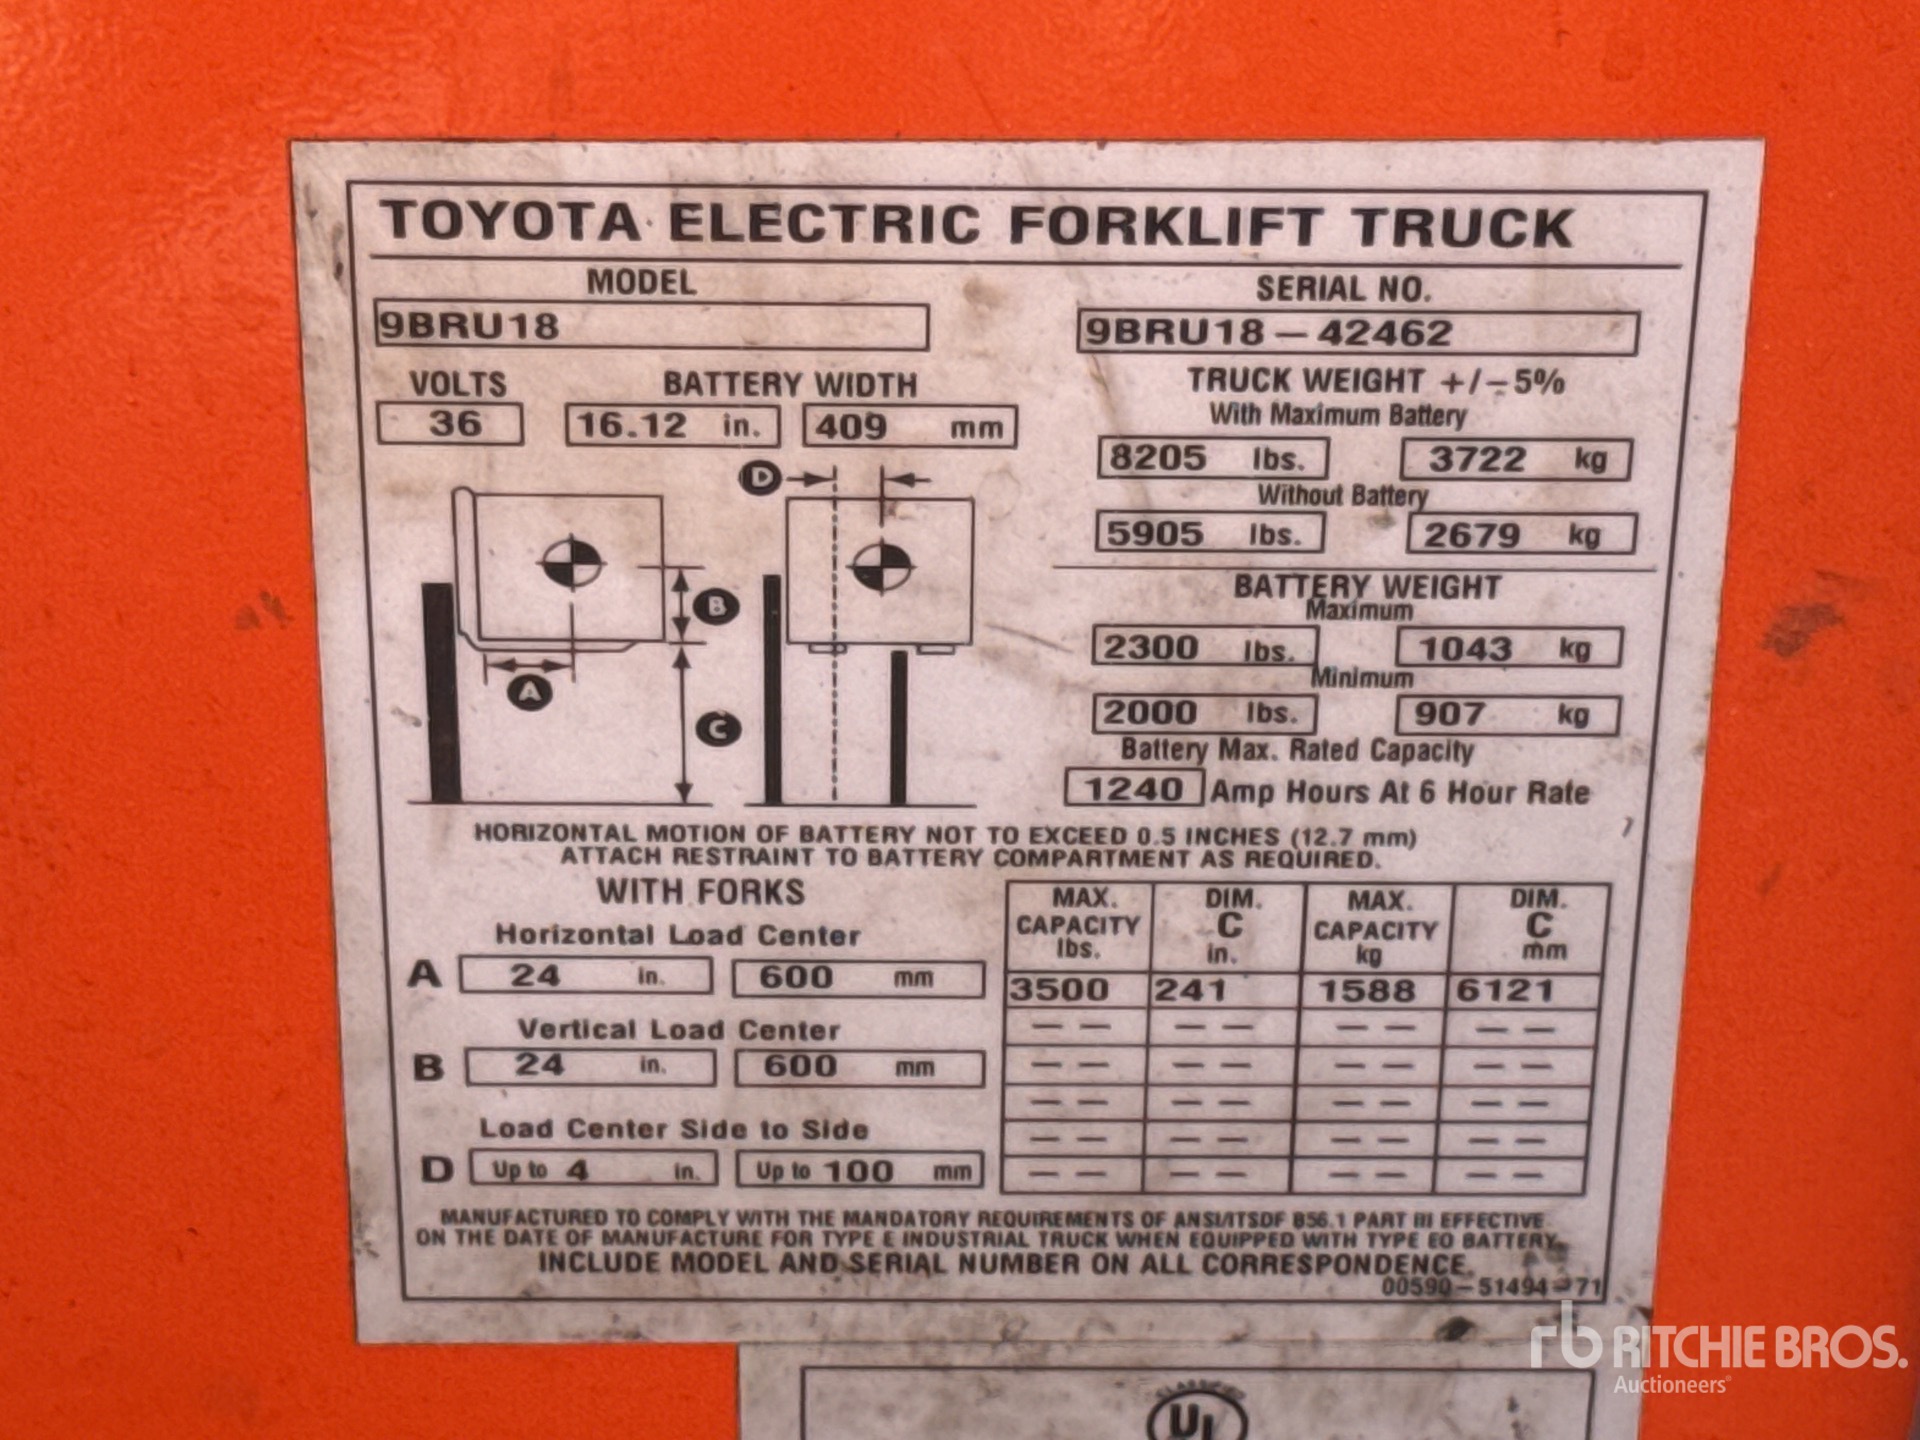 TOYOTA ELECTRIC FORKLIFT TRUCK
MODEL
9BRU18
SERIAL NO.
9BRU18-42462
VOLTS
36
BATTERY WIDTH
16.12 in. 409 mm
TRUCK WEIGHT +/-5%
With Maximum Battery
8205 lbs. 3722 kg
Without Battery
5905 lbs. 2679 kg
D
B
A
C
BATTERY WEIGHT
Maximum
2300 lbs. 1043 kg
Minimum
2000 lbs. 907 kg
Battery Max. Rated Capacity
1240 Amp Hours At 6 Hour Rate
HORIZONTAL MOTION OF BATTERY NOT TO EXCEED 0.5 INCHES (12.7 mm)
ATTACH RESTRAINT TO BATTERY COMPARTMENT AS REQUIRED.
WITH FORKS
Horizontal Load Center
A 24 in. 600 mm
Vertical Load Center
B 24 in. 600 mm
Load Center Side to Side
D Up to 4 in. Up to 100 mm
MAX. CAPACITY lbs. DIM. C in. MAX. CAPACITY kg DIM. C mm
3500 241 1588 6121
-- -- -- --
-- -- -- --
-- -- -- --
-- -- -- --
-- -- -- --
MANUFACTURED TO COMPLY WITH THE MANDATORY REQUIREMENTS OF ANSI/ITSDF B56.1 PART III EFFECTIVE
ON THE DATE OF MANUFACTURE FOR TYPE E INDUSTRIAL TRUCK WHEN EQUIPPED WITH TYPE EO BATTERY.
INCLUDE MODEL AND SERIAL NUMBER ON ALL CORRESPONDENCE.
00590-51494-71
CLASSIFIED
UL
rb RITCHIE BROS.
Auctioneers